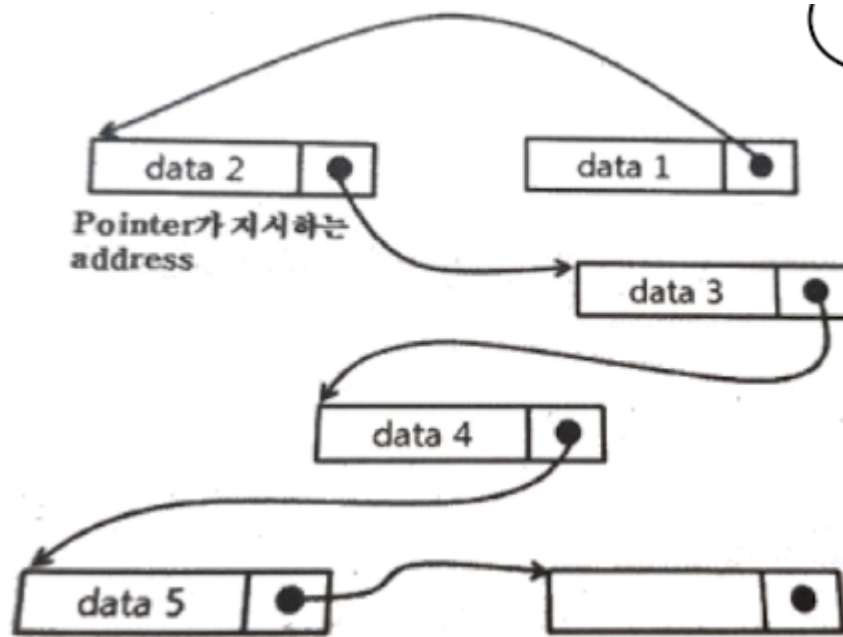 data 2
data 1
Pointer가 지시하는
address
data 3
data 4
data 5